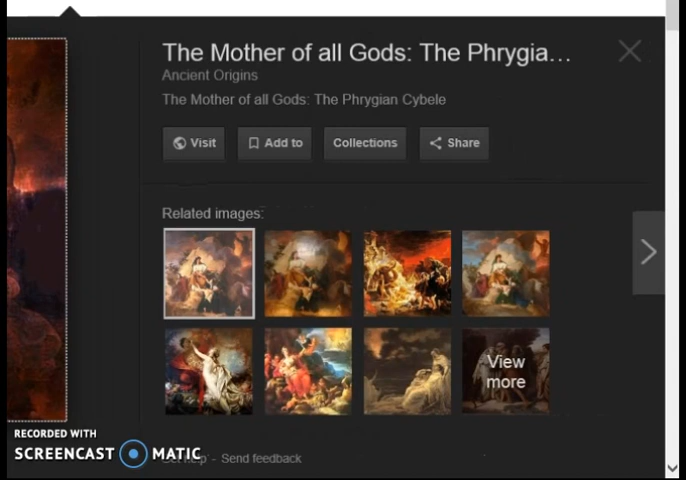 The Mother of all Gods: The Phrygia...
Ancient Origins
The Mother of all Gods: The Phrygian Cybele
Visit
Add to
Collections
Share
Related images:
View
more
RECORDED WITH
SCREENCAST MATIC
- Send feedback